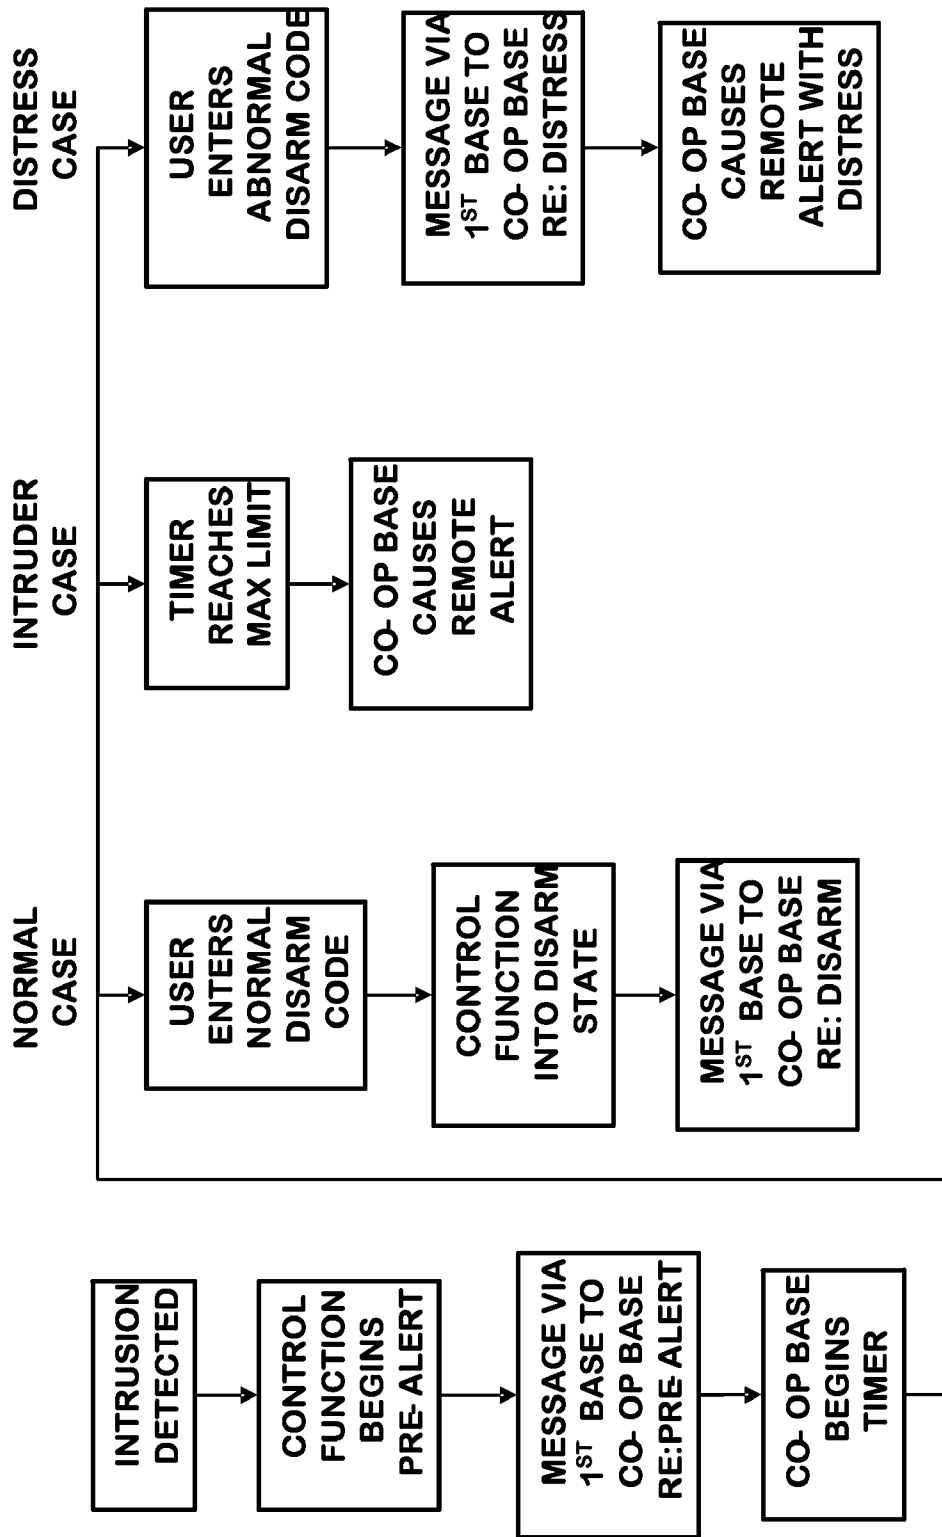 INTRUSION
DETECTED
CONTROL
FUNCTION
BEGINS
PRE- ALERT
MESSAGE VIA
1ST BASE TO
CO- OP BASE
RE:PRE- ALERT
CO- OP BASE
BEGINS
TIMER
NORMAL
CASE
USER
ENTERS
NORMAL
DISARM
CODE
CONTROL
FUNCTION
INTO DISARM
STATE
MESSAGE VIA
1ST BASE TO
CO- OP BASE
RE: DISARM
INTRUDER
CASE
TIMER
REACHES
MAX LIMIT
CO- OP BASE
CAUSES
REMOTE
ALERT
DISTRESS
CASE
USER
ENTERS
ABNORMAL
DISARM CODE
MESSAGE VIA
1ST BASE TO
CO- OP BASE
RE: DISTRESS
CO- OP BASE
CAUSES
REMOTE
ALERT WITH
DISTRESS